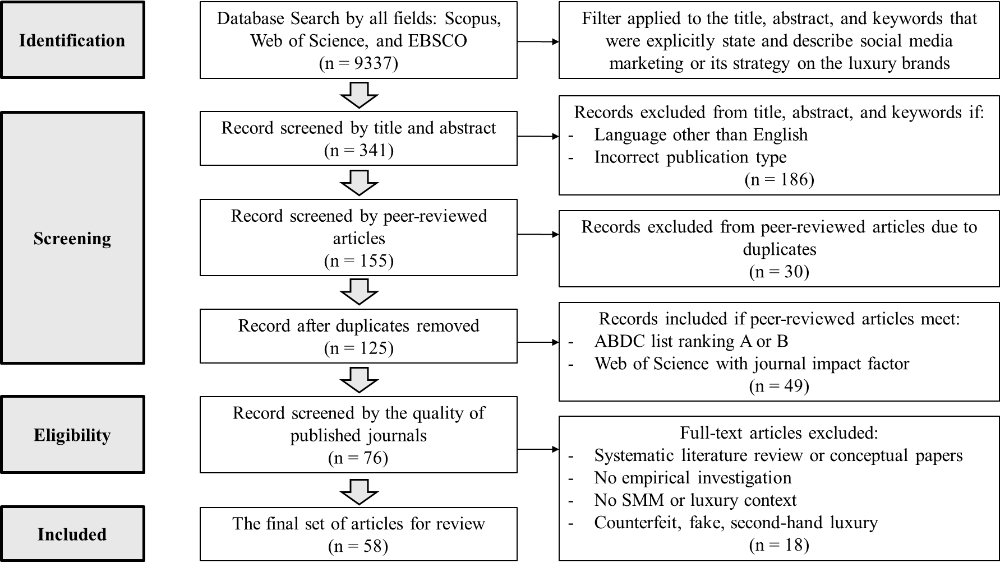 Identification
Database Search by all fields: Scopus,
Web of Science, and EBSCO
(n = 9337)
Filter applied to the title, abstract, and keywords that
were explicitly state and describe social media
marketing or its strategy on the luxury brands
Screening
Record screened by title and abstract
(n = 341)
Records excluded from title, abstract, and keywords if:
- Language other than English
- Incorrect publication type
(n = 186)
Record screened by peer-reviewed
articles
(n = 155)
Records excluded from peer-reviewed articles due to
duplicates
(n = 30)
Record after duplicates removed
(n = 125)
Records included if peer-reviewed articles meet:
- ABDC list ranking A or B
- Web of Science with journal impact factor
(n = 49)
Eligibility
Record screened by the quality of
published journals
(n = 76)
Full-text articles excluded:
- Systematic literature review or conceptual papers
- No empirical investigation
- No SMM or luxury context
- Counterfeit, fake, second-hand luxury
(n = 18)
Included
The final set of articles for review
(n = 58)